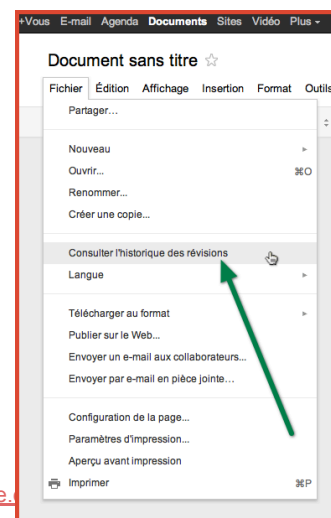 +Vous E-mail Agenda Documents Sites Vidéo Plus
Document sans titre
Fichier Édition Affichage Insertion Format Outils
Partager...
Nouveau
Ouvrir... ⌘O
Renommer...
Créer une copie...
Consulter l'historique des révisions
Langue
Télécharger au format
Publier sur le Web...
Envoyer un e-mail aux collaborateurs...
Envoyer par e-mail en pièce jointe...
Configuration de la page...
Paramètres d'impression...
Aperçu avant impression
Imprimer ⌘P